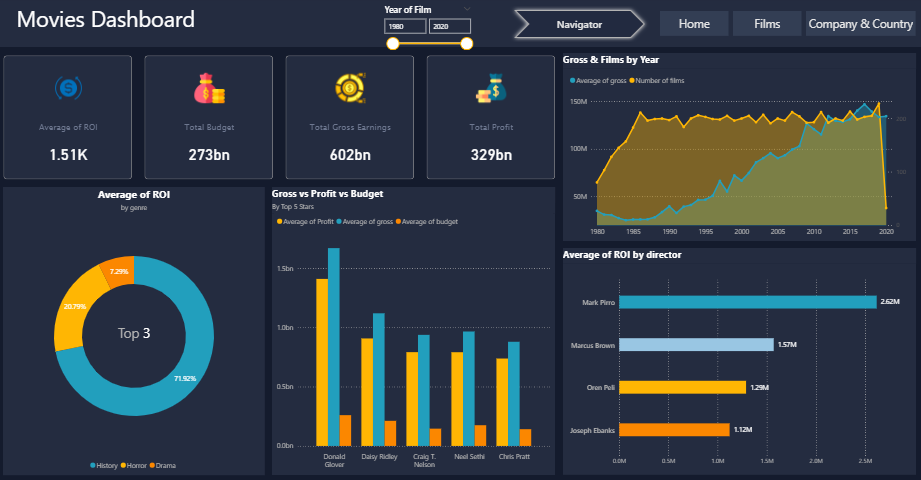 Movies Dashboard
Year of Film
1980 2020
Navigator
Home
Films
Company & Country
Average of ROI
1.51K
Total Budget
273bn
Total Gross Earnings
602bn
Total Profit
329bn
Gross & Films by Year
Average of gross Number of films
150M
100M
50M
200
100
0
1980 1985 1990 1995 2000 2005 2010 2015 2020
Average of ROI
by genre
7.29%
20.79%
71.92%
Top 3
History Horror Drama
Gross vs Profit vs Budget
By Top 5 Stars
Average of Profit Average of gross Average of budget
1.5bn
1.0bn
0.5bn
0.0bn
Donald Glover
Daisy Ridley
Craig T. Nelson
Neel Sethi
Chris Pratt
Average of ROI by director
Mark Pirro 2.62M
Marcus Brown 1.57M
Oren Peli 1.29M
Joseph Ebanks 1.12M
0.0M 0.5M 1.0M 1.5M 2.0M 2.5M